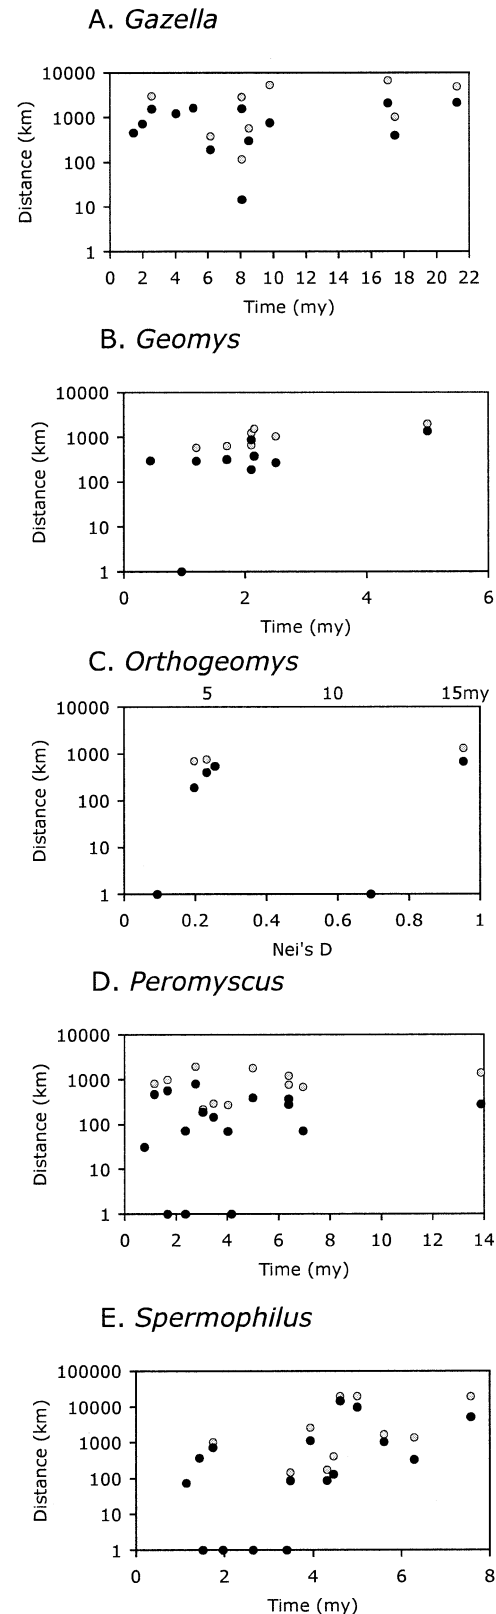 A. Gazella
10000
1000
100
10
1
Distance (km)
0 2 4 6 8 10 12 14 16 18 20 22
Time (my)
B. Geomys
10000
1000
100
10
1
Distance (km)
0 2 4 6
Time (my)
C. Orthogeomys
5 10 15my
10000
1000
100
10
1
Distance (km)
0 0.2 0.4 0.6 0.8 1
Nei's D
D. Peromyscus
10000
1000
100
10
1
Distance (km)
0 2 4 6 8 10 12 14
Time (my)
E. Spermophilus
100000
10000
1000
100
10
1
Distance (km)
0 2 4 6 8
Time (my)